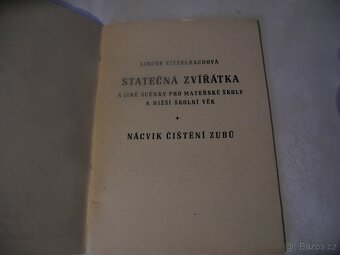 LIBUŠE TITTELBACHOVÁ
STATEČNÁ ZVÍŘÁTKA
A JINÉ SCÉNKY PRO MATEŘSKÉ ŠKOLY
A NIŽŠÍ ŠKOLNÍ VĚK
NÁCVIK ČIŠTĚNÍ ZUBŮ
© Bazos.cz